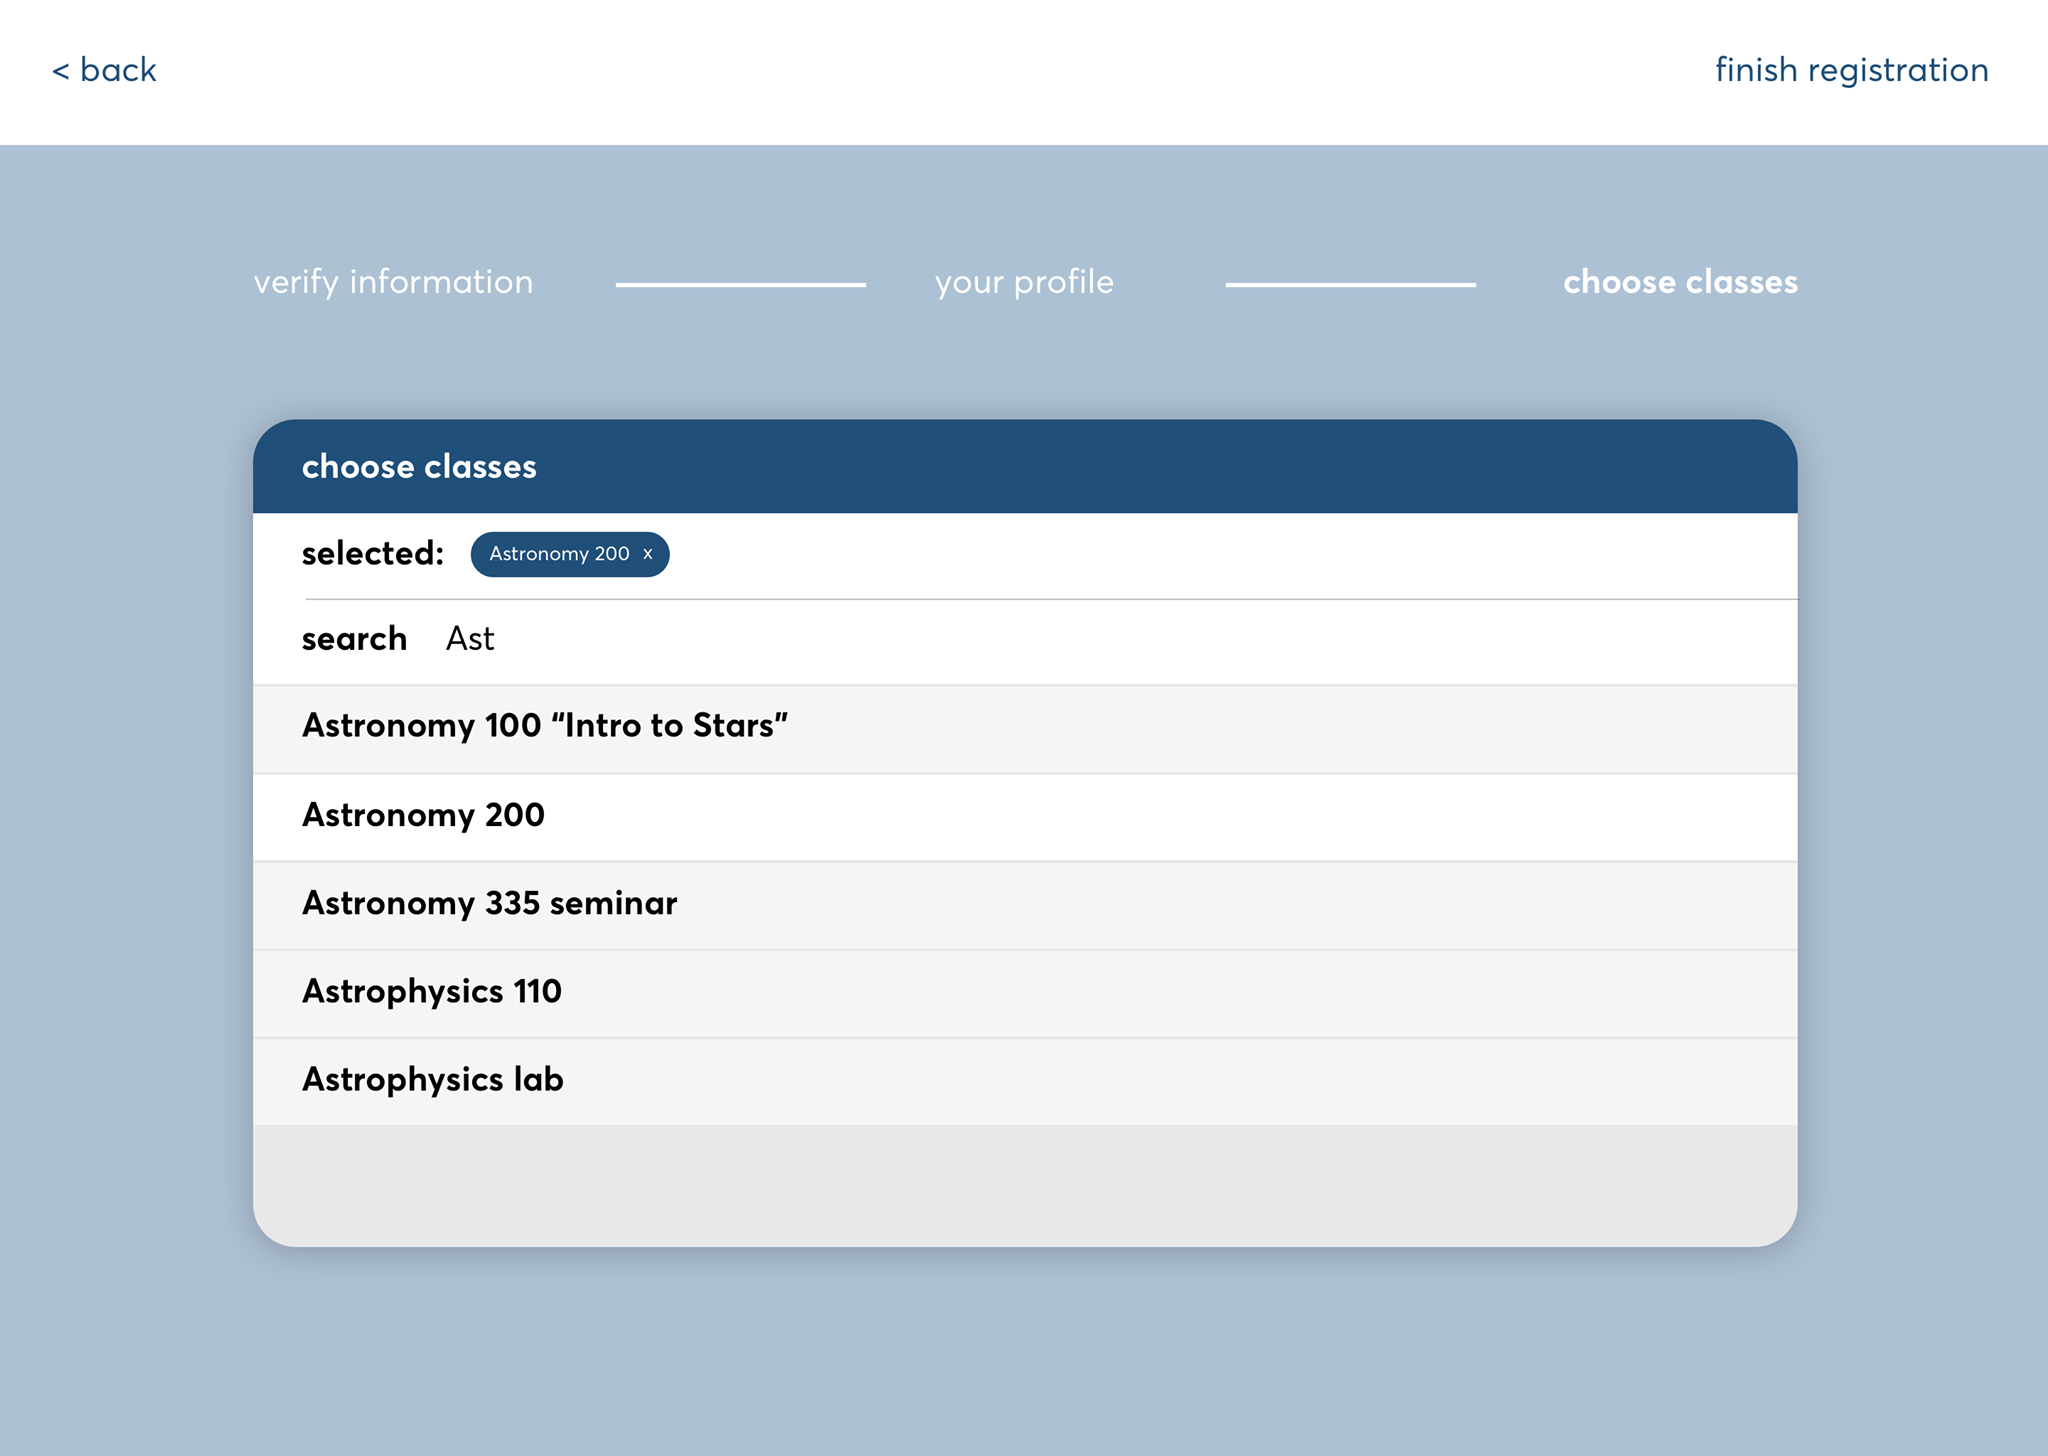 < back
finish registration
verify information
your profile
choose classes
choose classes
selected: Astronomy 200 x
search Ast
Astronomy 100 “Intro to Stars”
Astronomy 200
Astronomy 335 seminar
Astrophysics 110
Astrophysics lab